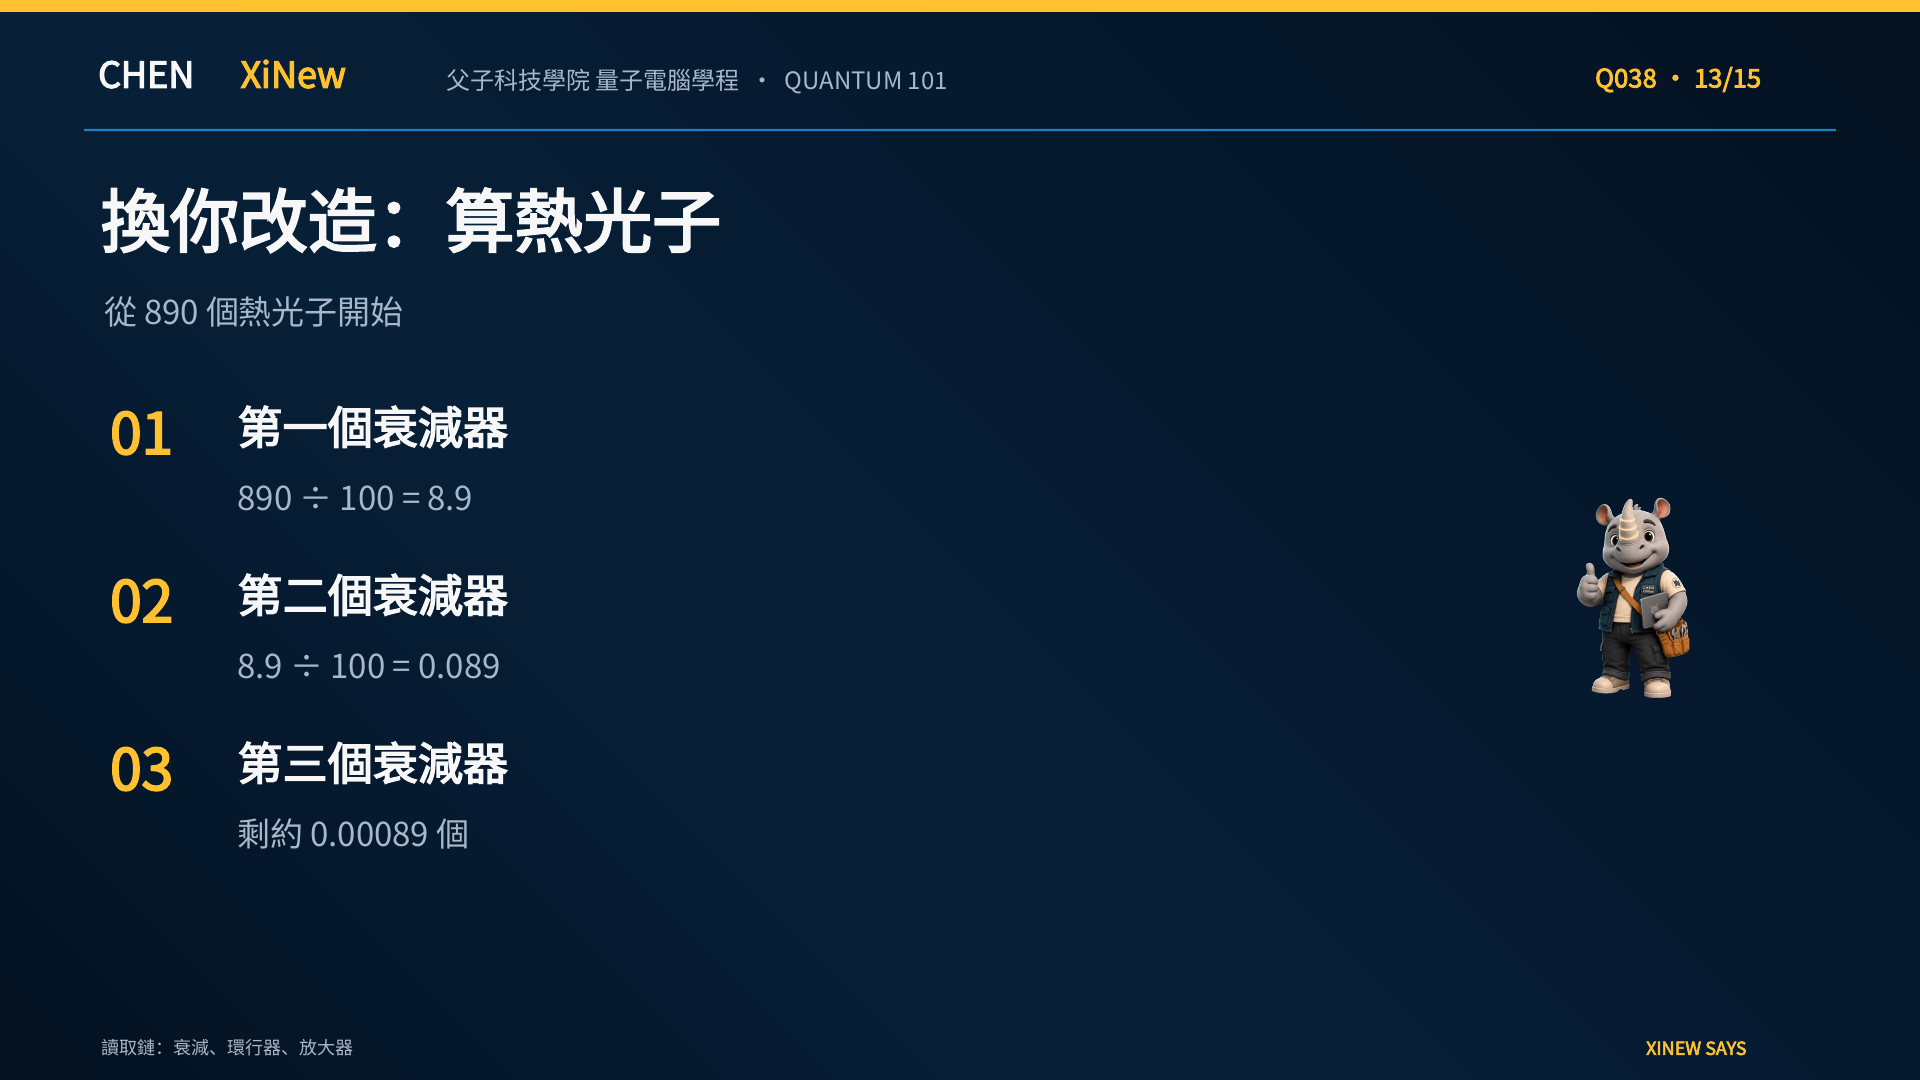 CHEN XiNew 父子科技學院 量子電腦學程 • QUANTUM 101 Q038 • 13/15
換你改造：算熱光子
從 890 個熱光子開始
01 第一個衰減器
890 ÷ 100 = 8.9
02 第二個衰減器
8.9 ÷ 100 = 0.089
03 第三個衰減器
剩約 0.00089 個
讀取鏈：衰減、環行器、放大器 XINEW SAYS